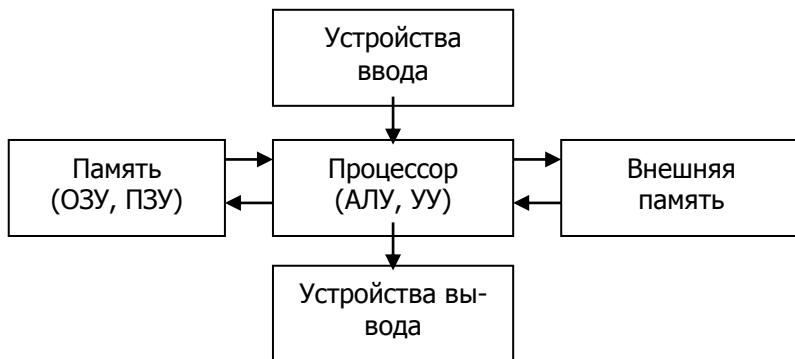 Устройства
ввода
Память
(ОЗУ, ПЗУ)
Процессор
(АЛУ, УУ)
Внешняя
память
Устройства вы-
вода